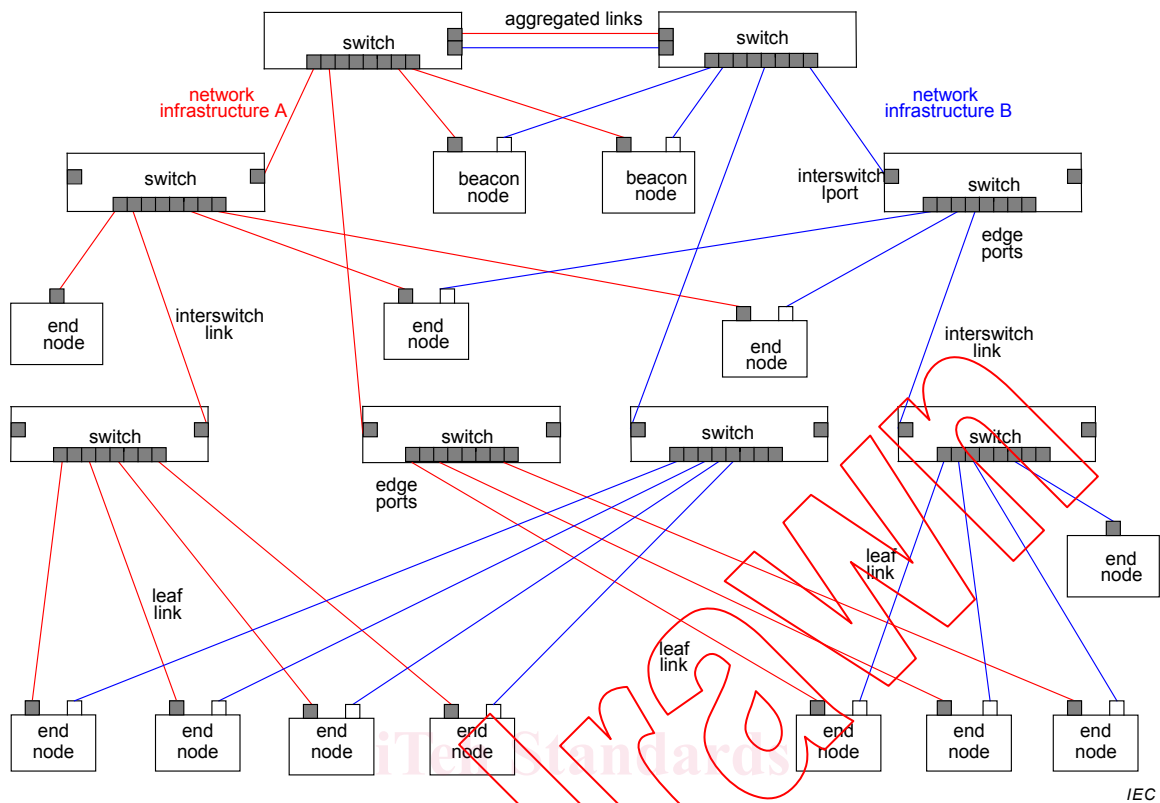 aggregated links
switch
switch
network
infrastructure A
network
infrastructure B
switch
beacon
node
beacon
node
interswitch
lport
switch
edge
ports
end
node
interswitch
link
end
node
end
node
interswitch
link
switch
switch
switch
switch
edge
ports
leaf
link
leaf
link
leaf
link
end
node
end
node
end
node
end
node
end
node
end
node
end
node
end
node
iTeh Standards
IEC